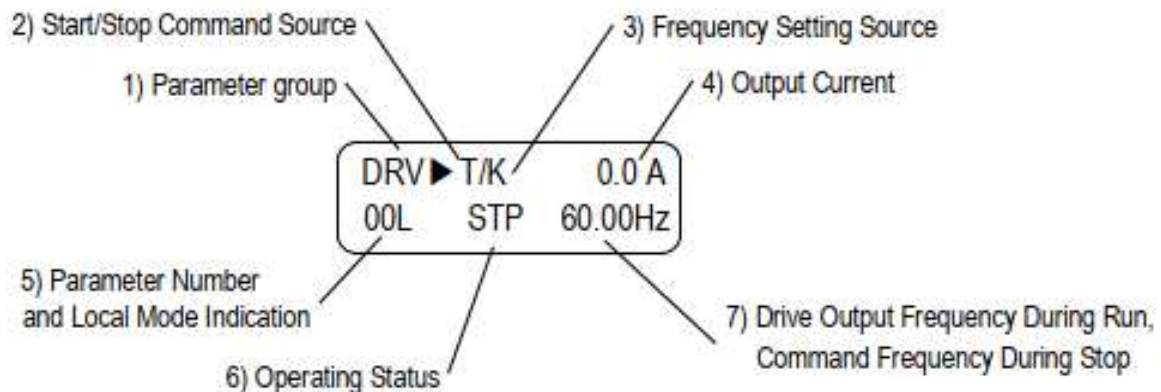 2) Start/Stop Command Source
3) Frequency Setting Source
1) Parameter group
4) Output Current
DRV▶T/K 0.0 A
00L STP 60.00Hz
5) Parameter Number
and Local Mode Indication
6) Operating Status
7) Drive Output Frequency During Run,
Command Frequency During Stop